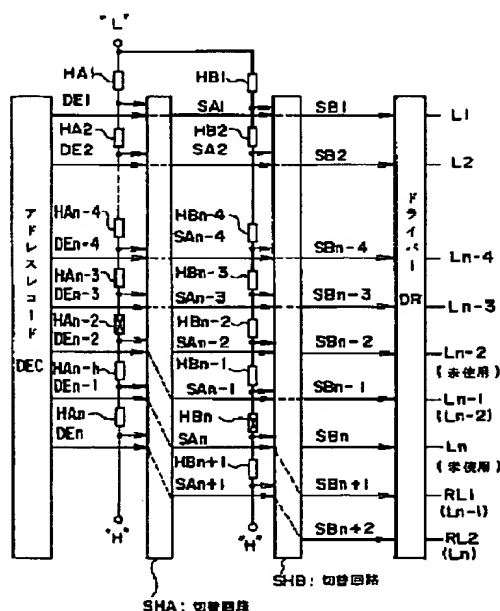 "L"
HA1
HB1
DE1
SA1
SB1
L1
HA2
HB2
DE2
SA2
SB2
L2
アドレスレコード
DEC
ドライバー
DR
HAn-4
HBn-4
DEn-4
SAn-4
SBn-4
Ln-4
HAn-3
HBn-3
DEn-3
SAn-3
SBn-3
Ln-3
HAn-2
HBn-2
DEn-2
SAn-2
SBn-2
Ln-2
(未使用)
HAn-h
HBn-1
DEn-1
SAn-1
SBn-1
Ln-1
(Ln-2)
HAn
HBn
DEn
SAn
SBn
Ln
(未使用)
HBn+1
SAn+1
SBn+1
RL1
(Ln-1)
"H"
"H"
SBn+2
RL2
(Ln)
SHB: 切替回路
SHA: 切替回路